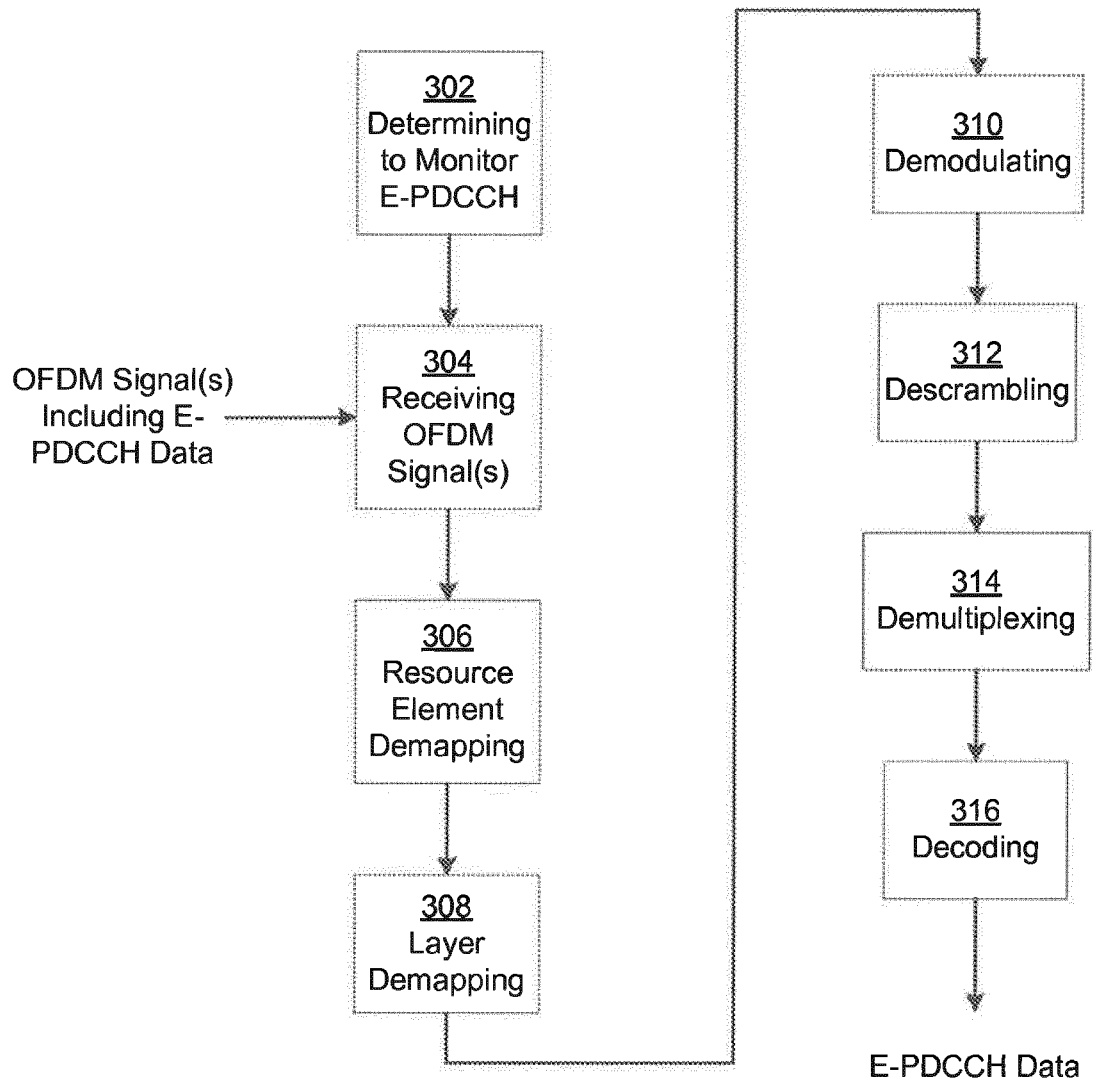 302
Determining
to Monitor
E-PDCCH
OFDM Signal(s)
Including E-
PDCCH Data
304
Receiving
OFDM
Signal(s)
306
Resource
Element
Demapping
308
Layer
Demapping
310
Demodulating
312
Descrambling
314
Demultiplexing
316
Decoding
E-PDCCH Data